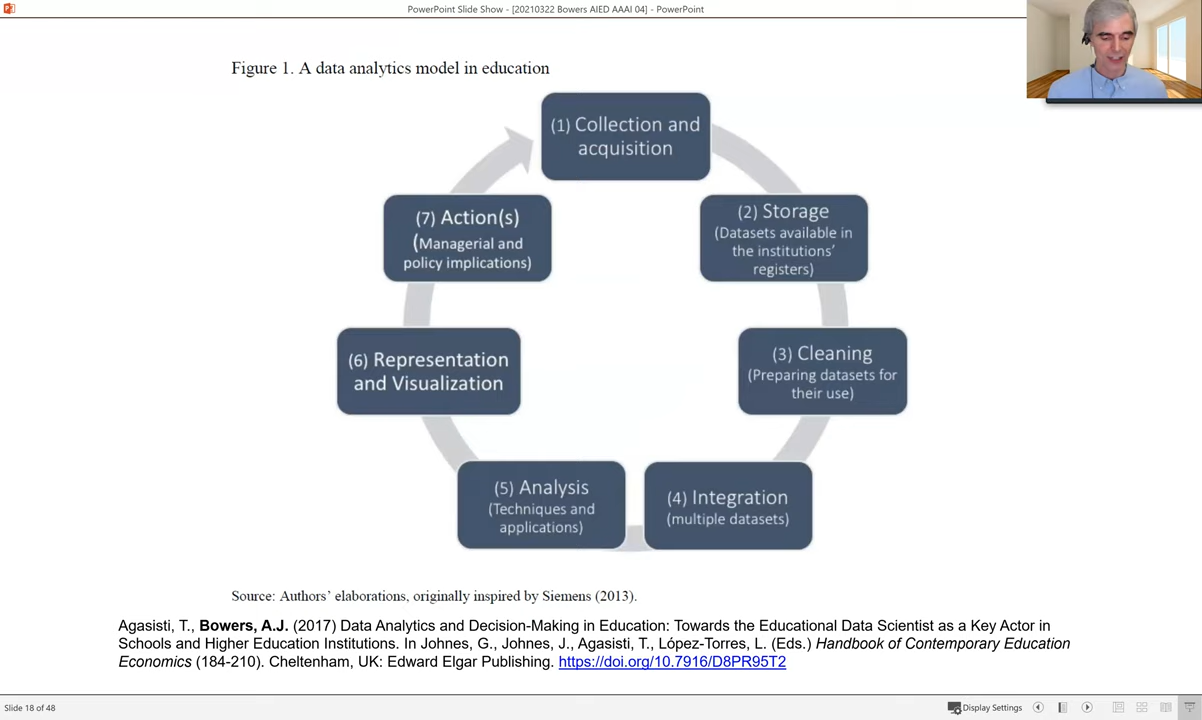 PowerPoint Slide Show - [20210322 Bowers AIED AAAI 04] - PowerPoint
Figure 1. A data analytics model in education
(1) Collection and
acquisition
(2) Storage
(Datasets available in
the institutions’
registers)
(3) Cleaning
(Preparing datasets for
their use)
(4) Integration
(multiple datasets)
(5) Analysis
(Techniques and
applications)
(6) Representation
and Visualization
(7) Action(s)
(Managerial and
policy implications)
Source: Authors’ elaborations, originally inspired by Siemens (2013).
Agasisti, T., Bowers, A.J. (2017) Data Analytics and Decision-Making in Education: Towards the Educational Data Scientist as a Key Actor in
Schools and Higher Education Institutions. In Johnes, G., Johnes, J., Agasisti, T., López-Torres, L. (Eds.) Handbook of Contemporary Education
Economics (184-210). Cheltenham, UK: Edward Elgar Publishing. https://doi.org/10.7916/D8PR95T2
Slide 18 of 48
Display Settings